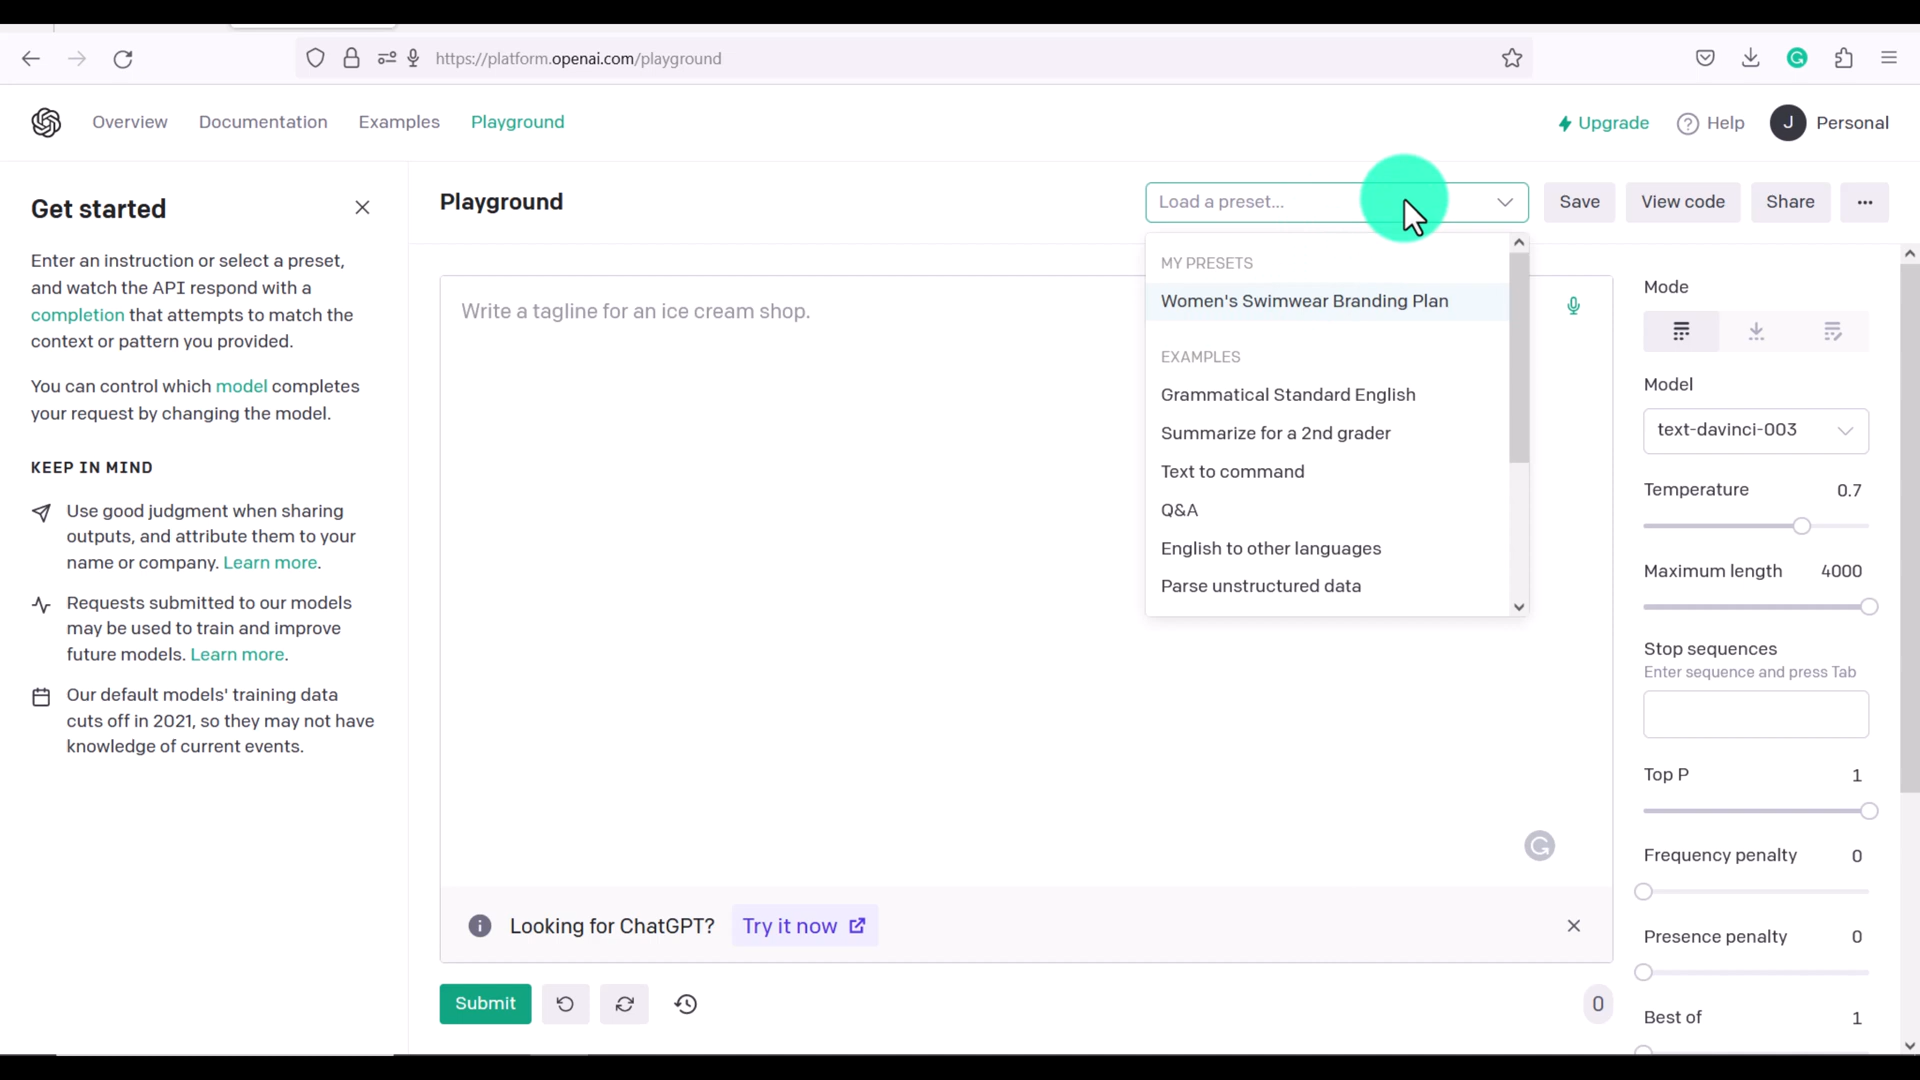 https://platform.openai.com/playground
Overview
Documentation
Examples
Playground
Upgrade
Help
J
Personal
Get started
Enter an instruction or select a preset,
and watch the API respond with a
completion that attempts to match the
context or pattern you provided.
You can control which model completes
your request by changing the model.
KEEP IN MIND
Use good judgment when sharing
outputs, and attribute them to your
name or company. Learn more.
Requests submitted to our models
may be used to train and improve
future models. Learn more.
Our default models' training data
cuts off in 2021, so they may not have
knowledge of current events.
Playground
Load a preset...
Save
View code
Share
MY PRESETS
Women's Swimwear Branding Plan
EXAMPLES
Grammatical Standard English
Summarize for a 2nd grader
Text to command
Q&A
English to other languages
Parse unstructured data
Write a tagline for an ice cream shop.
Looking for ChatGPT?
Try it now
Submit
0
Mode
Model
text-davinci-003
Temperature 0.7
Maximum length 4000
Stop sequences
Enter sequence and press Tab
Top P 1
Frequency penalty 0
Presence penalty 0
Best of 1